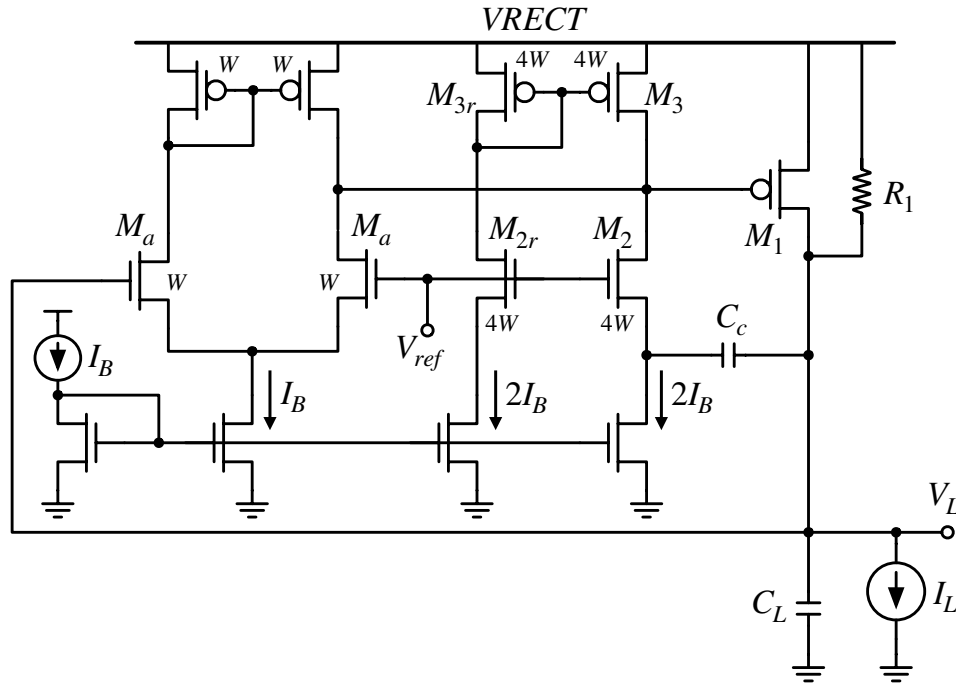 VRECT
W W 4W 4W
M3r M3
R1
M1
Ma Ma M2r M2
W W 4W 4W
Cc
Vref
IB
IB 2IB 2IB
VL
CL IL